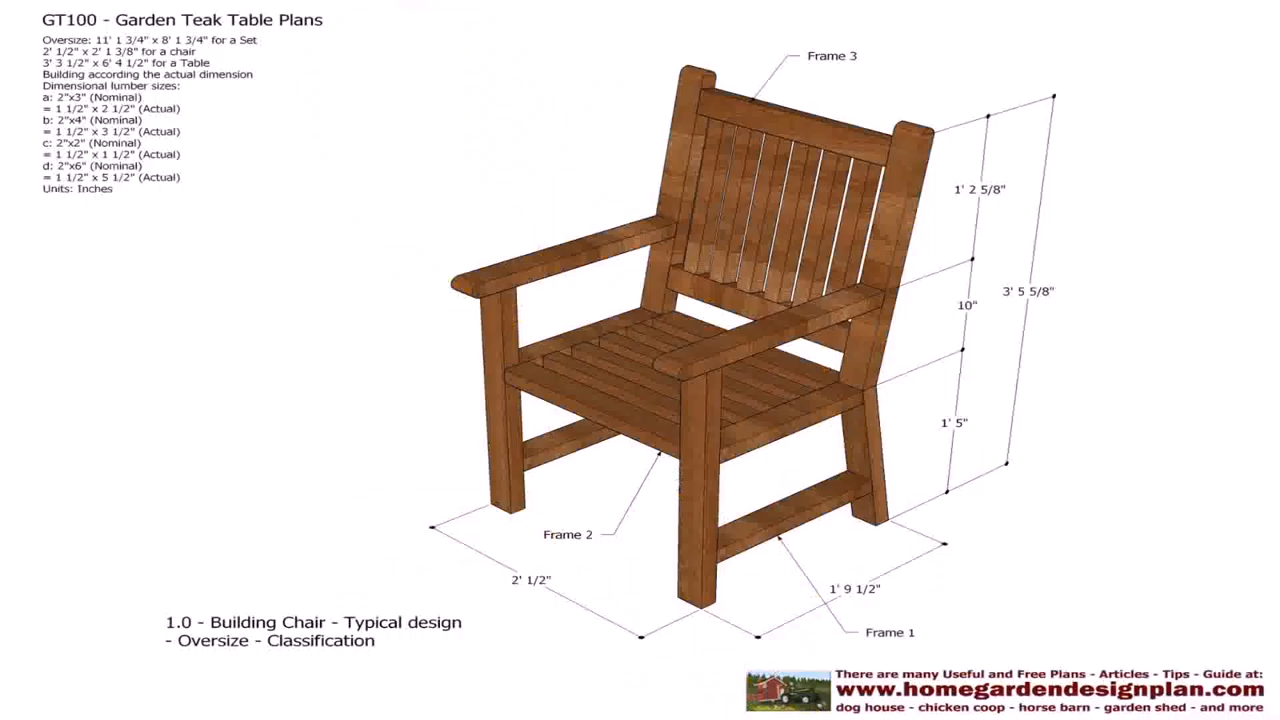 GT100 - Garden Teak Table Plans
Oversize: 11' 1 3/4" x 8' 1 3/4" for a Set
2' 1/2" x 2' 1 3/8" for a chair
3' 3 1/2" x 6' 4 1/2" for a Table
Building according the actual dimension
Dimensional lumber sizes:
a: 2"x3" (Nominal)
= 1 1/2" x 2 1/2" (Actual)
b: 2"x4" (Nominal)
= 1 1/2" x 3 1/2" (Actual)
c: 2"x2" (Nominal)
= 1 1/2" x 1 1/2" (Actual)
d: 2"x6" (Nominal)
= 1 1/2" x 5 1/2" (Actual)
Units: Inches
Frame 3
1' 2 5/8"
3' 5 5/8"
10"
1' 5"
Frame 2
2' 1/2"
1' 9 1/2"
Frame 1
1.0 - Building Chair - Typical design
- Oversize - Classification
There are many Useful and Free Plans - Articles - Tips - Guide at:
www.homegardendesignplan.com
dog house - chicken coop - horse barn - garden shed - and more